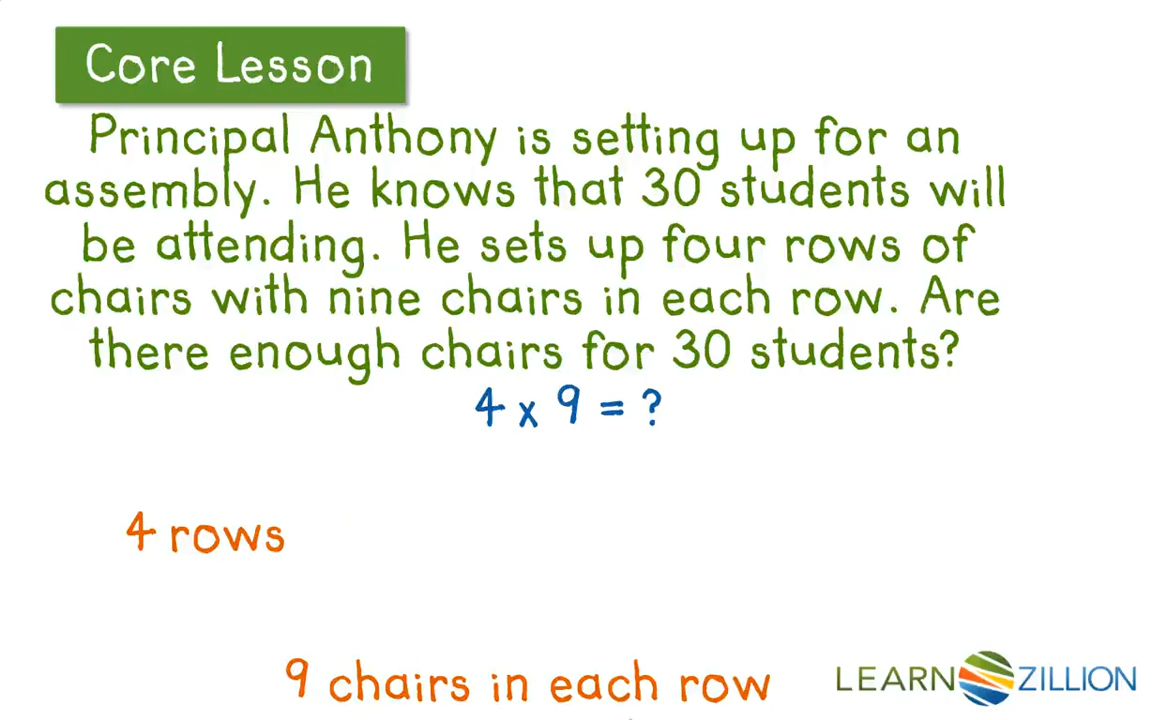 Core Lesson
Principal Anthony is setting up for an
assembly. He knows that 30 students will
be attending. He sets up four rows of
chairs with nine chairs in each row. Are
there enough chairs for 30 students?
4 x 9 = ?
4 rows
9 chairs in each row
LEARN ZILLION